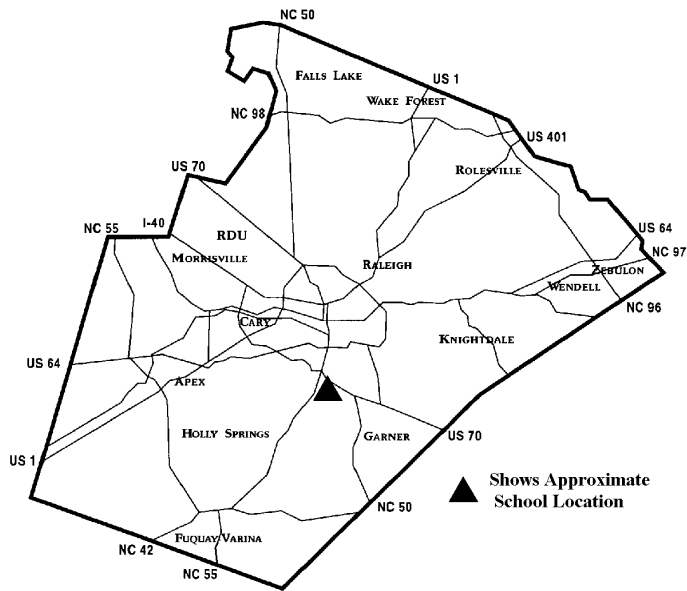 NC 50
FALLS LAKE
US 1
WAKE FOREST
NC 98
US 401
US 70
ROLESVILLE
NC 55
I-40
RDU
US 64
MORRISVILLE
RALEIGH
NC 97
ZEBULON
WENDELL
NC 96
CARY
KNIGHTDALE
US 64
APEX
HOLLY SPRINGS
GARNER
US 70
US 1
Shows Approximate
School Location
NC 50
NC 42
FUQUAY VARINA
NC 55